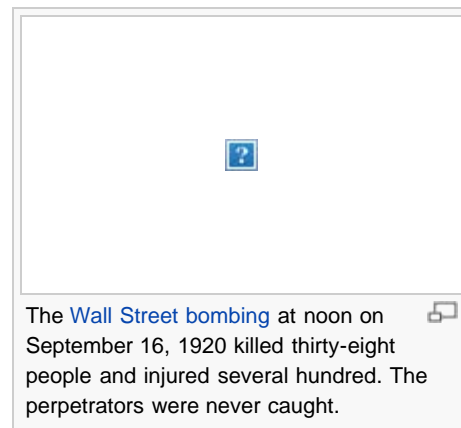 The Wall Street bombing at noon on
September 16, 1920 killed thirty-eight
people and injured several hundred. The
perpetrators were never caught.